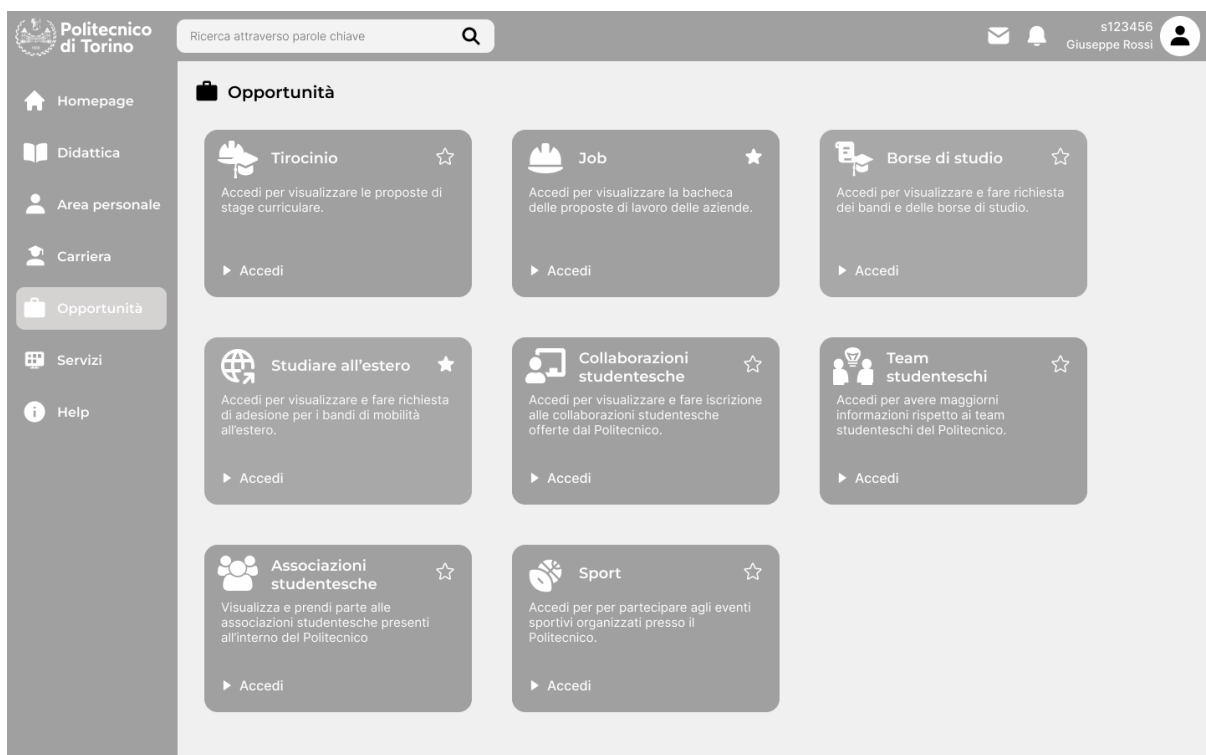 Politecnico
di Torino
Ricerca attraverso parole chiave
s123456
Giuseppe Rossi
Homepage
Didattica
Area personale
Carriera
Opportunità
Servizi
Help
Opportunità
Tirocinio
Accedi per visualizzare le proposte di
stage curriculare.
Accedi
Job
Accedi per visualizzare la bacheca
delle proposte di lavoro delle aziende.
Accedi
Borse di studio
Accedi per visualizzare e fare richiesta
dei bandi e delle borse di studio.
Accedi
Studiare all'estero
Accedi per visualizzare e fare richiesta
di adesione per i bandi di mobilità
all'estero.
Accedi
Collaborazioni
studentesche
Accedi per visualizzare e fare iscrizione
alle collaborazioni studentesche
offerte dal Politecnico.
Accedi
Team
studenteschi
Accedi per avere maggiorni
informazioni rispetto ai team
studenteschi del Politecnico.
Accedi
Associazioni
studentesche
Visualizza e prendi parte alle
associazioni studentesche presenti
all'interno del Politecnico
Accedi
Sport
Accedi per per partecipare agli eventi
sportivi organizzati presso il
Politecnico.
Accedi